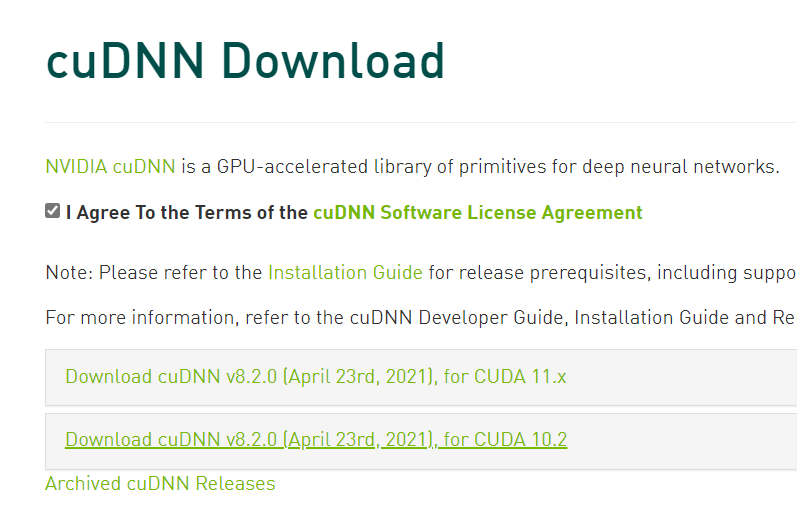 cuDNN Download
NVIDIA cuDNN is a GPU-accelerated library of primitives for deep neural networks.
I Agree To the Terms of the cuDNN Software License Agreement
Note: Please refer to the Installation Guide for release prerequisites, including suppo
For more information, refer to the cuDNN Developer Guide, Installation Guide and Re
Download cuDNN v8.2.0 (April 23rd, 2021), for CUDA 11.x
Download cuDNN v8.2.0 (April 23rd, 2021), for CUDA 10.2
Archived cuDNN Releases